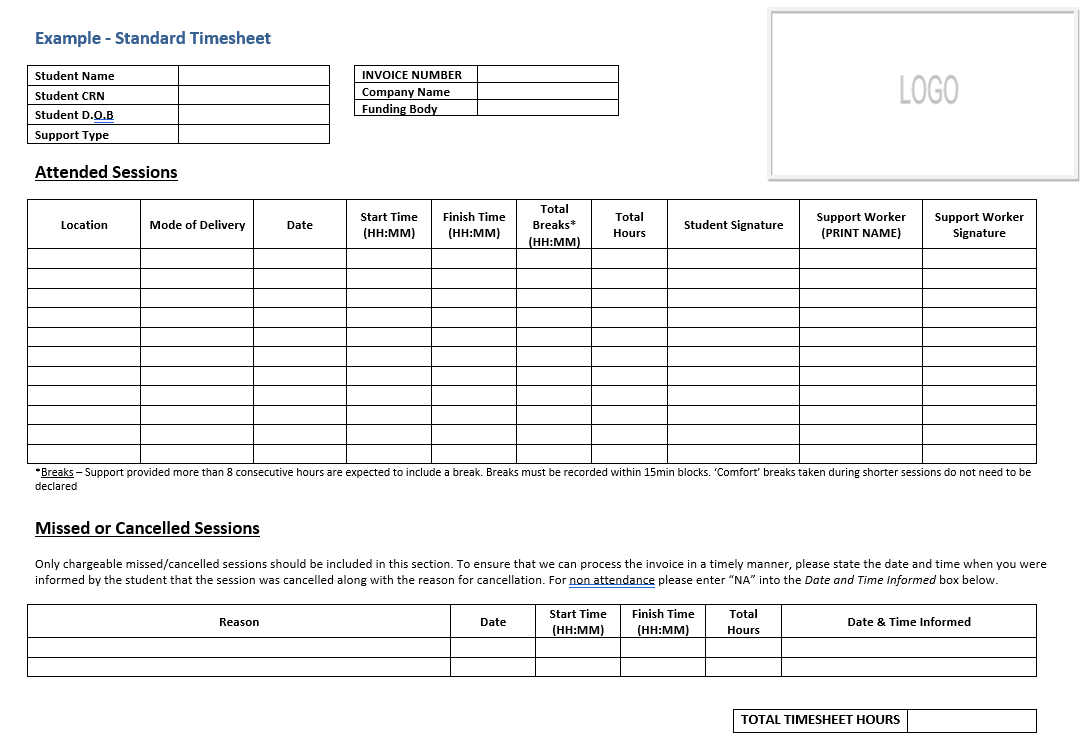 Example - Standard Timesheet
LOGO
Student Name
Student CRN
Student D.O.B
Support Type
INVOICE NUMBER
Company Name
Funding Body
Attended Sessions
Location
Mode of Delivery
Date
Start Time
(HH:MM)
Finish Time
(HH:MM)
Total
Breaks*
(HH:MM)
Total
Hours
Student Signature
Support Worker
(PRINT NAME)
Support Worker
Signature
*Breaks – Support provided more than 8 consecutive hours are expected to include a break. Breaks must be recorded within 15min blocks. ‘Comfort’ breaks taken during shorter sessions do not need to be
declared
Missed or Cancelled Sessions
Only chargeable missed/cancelled sessions should be included in this section. To ensure that we can process the invoice in a timely manner, please state the date and time when you were
informed by the student that the session was cancelled along with the reason for cancellation. For non attendance please enter “NA” into the Date and Time Informed box below.
Reason
Date
Start Time
(HH:MM)
Finish Time
(HH:MM)
Total
Hours
Date & Time Informed
TOTAL TIMESHEET HOURS